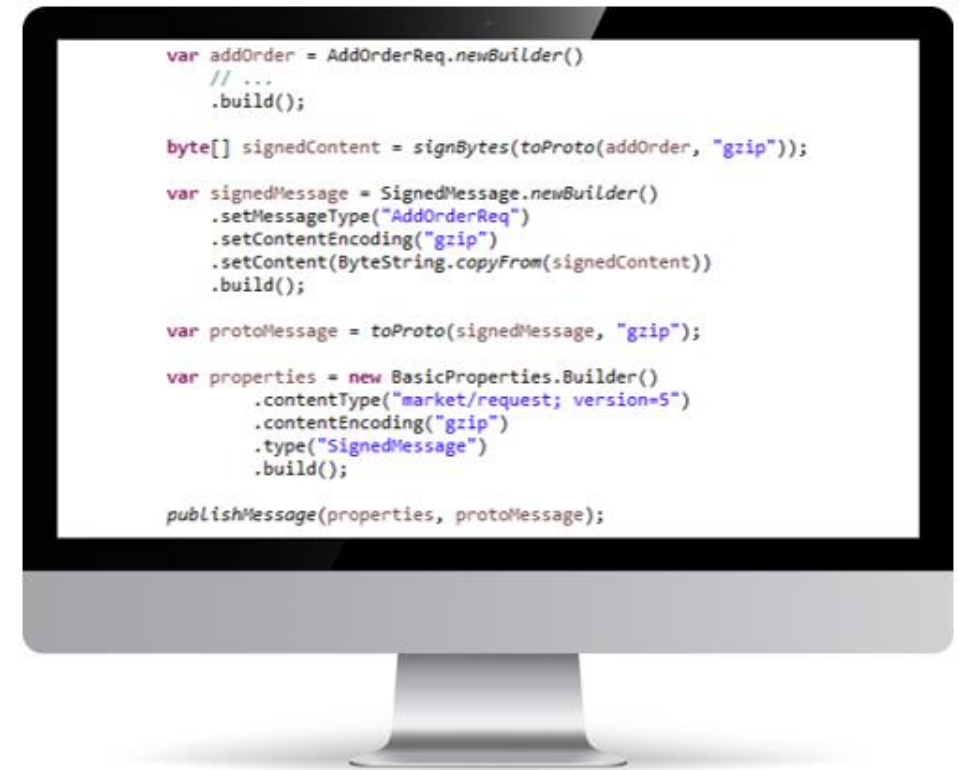 var addOrder = AddOrderReq.newBuilder()
// ...
.build();
byte[] signedContent = signBytes(toProto(addOrder, "gzip"));
var signedMessage = SignedMessage.newBuilder()
.setMessageType("AddOrderReq")
.setContentEncoding("gzip")
.setContent(ByteString.copyFrom(signedContent))
.build();
var protoMessage = toProto(signedMessage, "gzip");
var properties = new BasicProperties.Builder()
.contentType("market/request; version=5")
.contentEncoding("gzip")
.type("SignedMessage")
.build();
publishMessage(properties, protoMessage);